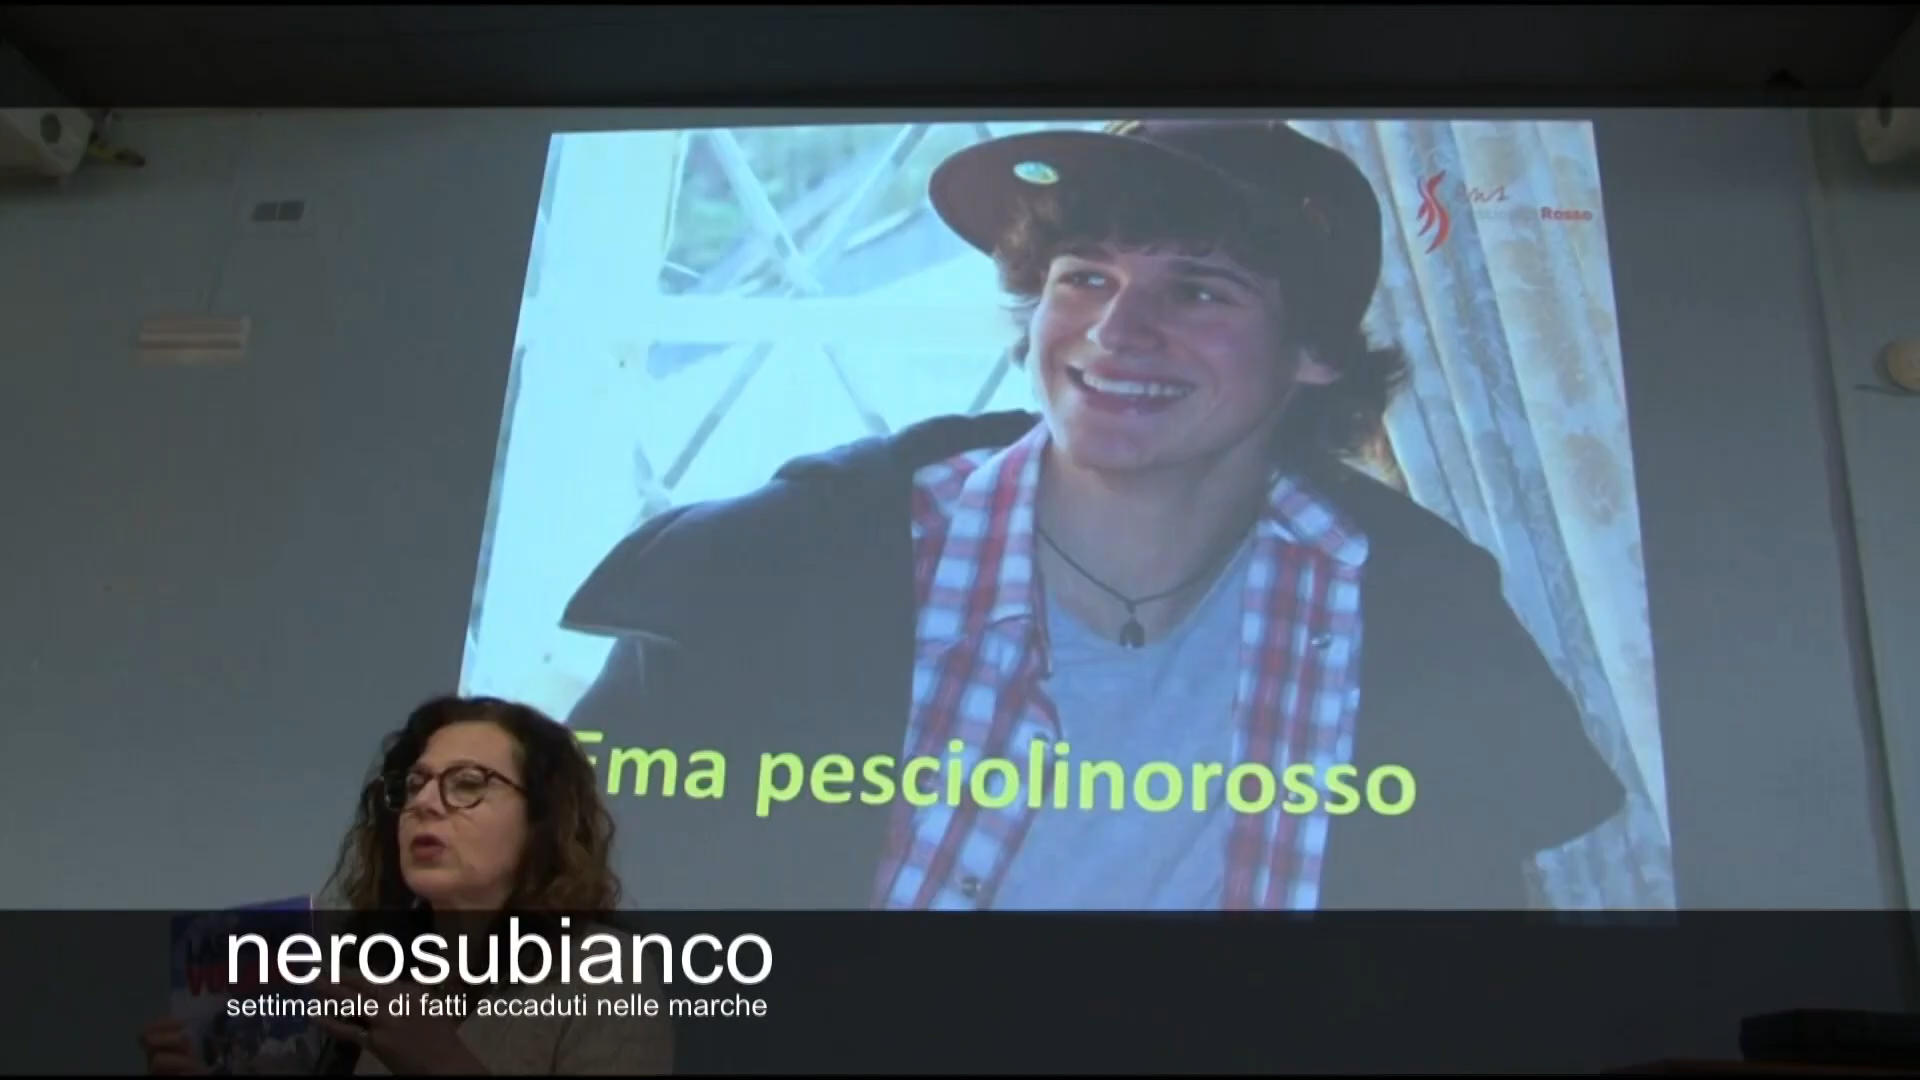 Rosso
Ema pesciolinorosso
nerosubianco
settimanale di fatti accaduti nelle marche